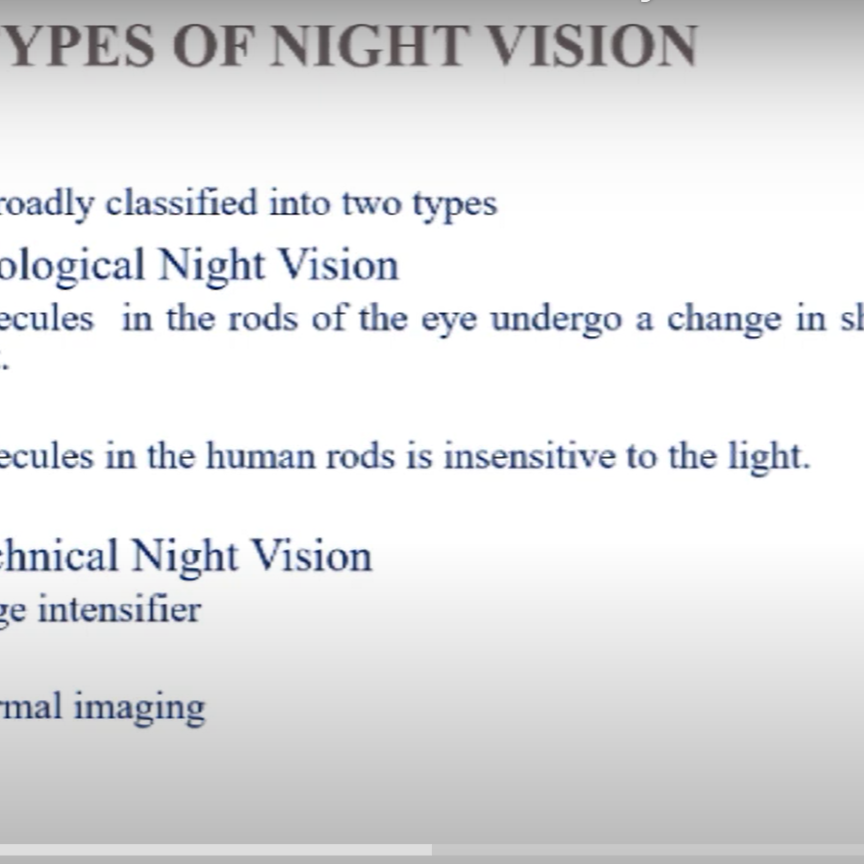 YPES OF NIGHT VISION
roadly classified into two types
ological Night Vision
ecules in the rods of the eye undergo a change in sh
.
ecules in the human rods is insensitive to the light.
chnical Night Vision
ge intensifier
rmal imaging